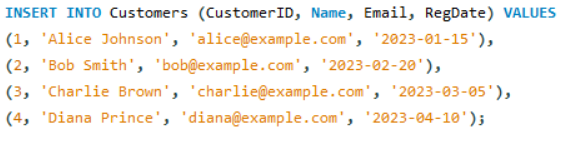 INSERT INTO Customers (CustomerID, Name, Email, RegDate) VALUES
(1, 'Alice Johnson', 'alice@example.com', '2023-01-15'),
(2, 'Bob Smith', 'bob@example.com', '2023-02-20'),
(3, 'Charlie Brown', 'charlie@example.com', '2023-03-05'),
(4, 'Diana Prince', 'diana@example.com', '2023-04-10');